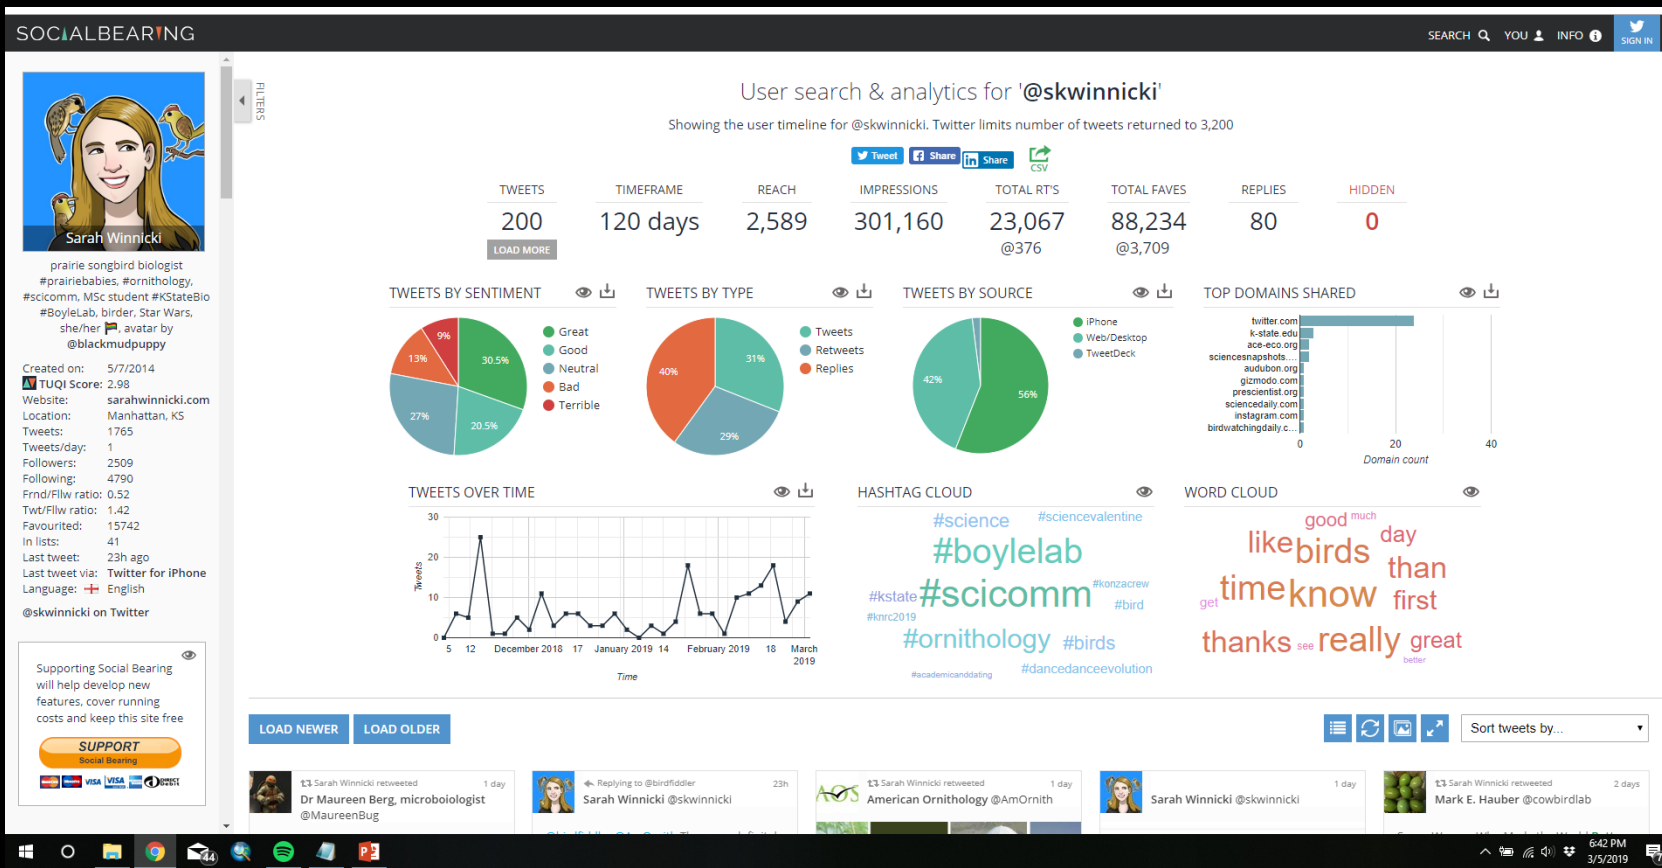 SOCIALBEARING
SEARCH YOU INFO
SIGN IN
Sarah Winnicki
prairie songbird biologist
#prairiebabies, #ornithology,
#scicomm, MSc student #KStateBio
#BoyleLab, birder, Star Wars,
she/her 🏳️‍🌈, avatar by
@blackmudpuppy
Created on: 5/7/2014
TUQI Score: 2.98
Website: sarahwinnicki.com
Location: Manhattan, KS
Tweets: 1765
Tweets/day: 1
Followers: 2509
Following: 4790
Frnd/Fllw ratio: 0.52
Twt/Fllw ratio: 1.42
Favourited: 15742
In lists: 41
Last tweet: 23h ago
Last tweet via: Twitter for iPhone
Language: English
@skwinnicki on Twitter
Supporting Social Bearing
will help develop new
features, cover running
costs and keep this site free
SUPPORT
Social Bearing
VISA VISA DIRECT Debit
FILTERS
User search & analytics for '@skwinnicki'
Showing the user timeline for @skwinnicki. Twitter limits number of tweets returned to 3,200
Tweet Share in Share CSV
TWEETS TIMEFRAME REACH IMPRESSIONS TOTAL RT'S TOTAL FAVES REPLIES HIDDEN
200 120 days 2,589 301,160 23,067 88,234 80 0
LOAD MORE @376 @3,709
TWEETS BY SENTIMENT
9%
13%
30.5%
27%
20.5%
Great
Good
Neutral
Bad
Terrible
TWEETS BY TYPE
31%
40%
29%
Tweets
Retweets
Replies
TWEETS BY SOURCE
42%
56%
iPhone
Web/Desktop
TweetDeck
TOP DOMAINS SHARED
twitter.com
k-state.edu
ace-eco.org
sciencesnapshots....
audubon.org
gizmodo.com
prescientist.org
sciencedaily.com
instagram.com
birdwatchingdaily.c...
0 20 40
Domain count
TWEETS OVER TIME
30
20
10
0
Tweets
5 12 December 2018 17 January 2019 14 February 2019 18 March
2019
Time
HASHTAG CLOUD
#science #sciencevalentine
#boylelab
#kstate #scicomm #konzacrew
#bird
#knrc2019
#ornithology #birds
#academicanddating #dancedanceevolution
WORD CLOUD
good much
like birds day
than
get time know first
thanks see really great
better
LOAD NEWER LOAD OLDER
Sort tweets by...
Sarah Winnicki retweeted 1 day
Dr Maureen Berg, microboiologist
@MaureenBug
Replying to @birdfiddler 23h
Sarah Winnicki @skwinnicki
AOS
Sarah Winnicki retweeted 1 day
American Ornithology @AmOrnith
1 day
Sarah Winnicki @skwinnicki
Sarah Winnicki retweeted 2 days
Mark E. Hauber @cowbirdlab
44
6:42 PM
3/5/2019